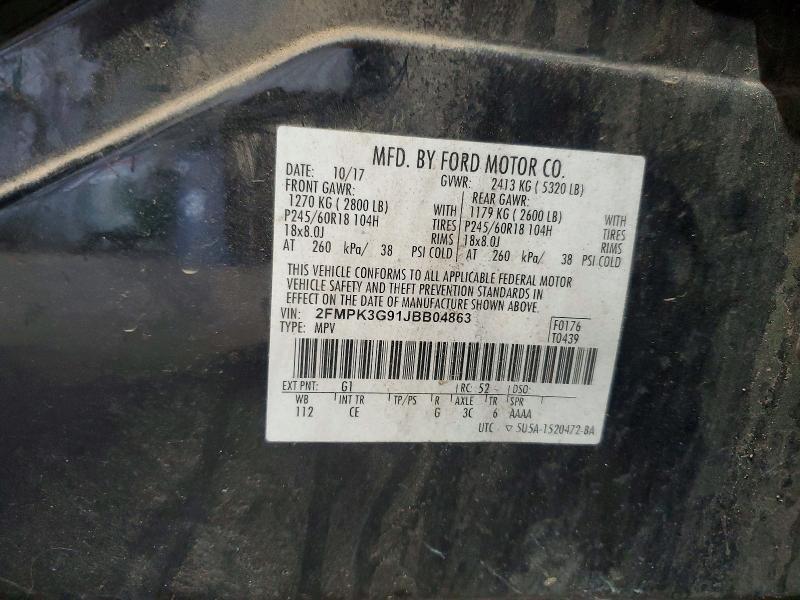 MFD. BY FORD MOTOR CO.
DATE: 10/17 GVWR: 2413 KG ( 5320 LB)
FRONT GAWR: REAR GAWR:
1270 KG ( 2800 LB) WITH 1179 KG ( 2600 LB) WITH
P245/60R18 104H TIRES P245/60R18 104H TIRES
18x8.0J RIMS 18x8.0J RIMS
AT 260 kPa/ 38 PSI COLD AT 260 kPa/ 38 PSI COLD
THIS VEHICLE CONFORMS TO ALL APPLICABLE FEDERAL MOTOR
VEHICLE SAFETY AND THEFT PREVENTION STANDARDS IN
EFFECT ON THE DATE OF MANUFACTURE SHOWN ABOVE.
VIN: 2FMPK3G91JBB04863 F0176
TYPE: MPV T0439
EXT PNT: G1 RC: 52 DSO:
WB INT TR TP/PS R AXLE TR SPR
112 CE G 3C 6 AAAA
UTC ▽ 5U5A-1520472-BA